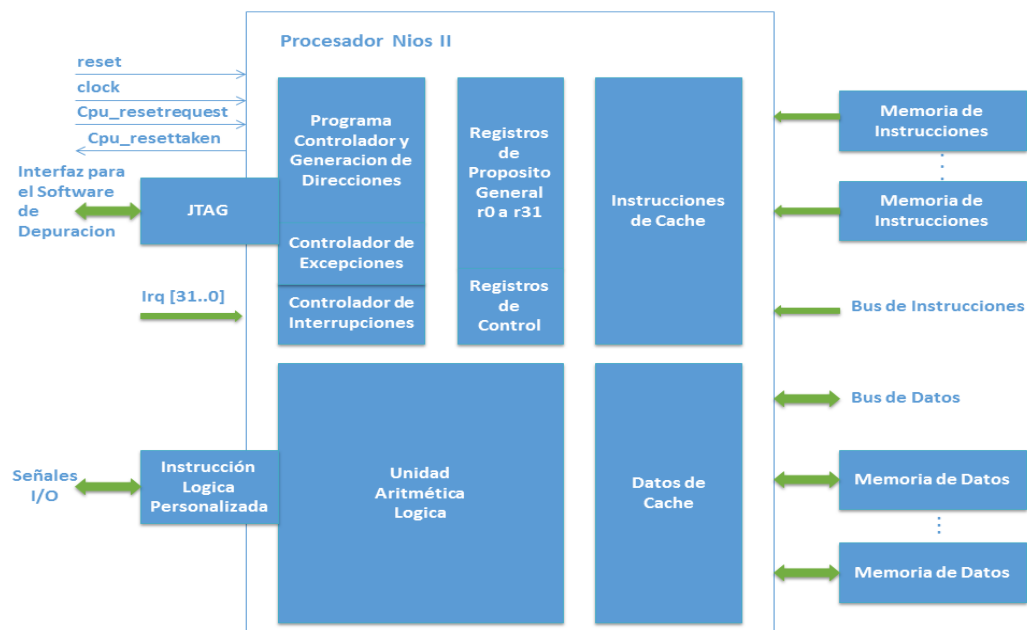 Procesador Nios II
reset
clock
Cpu_resetrequest
Cpu_resettaken
Interfaz para
el Software
de
Depuracion
JTAG
Irq [31..0]
Programa
Controlador y
Generacion de
Direcciones
Controlador de
Excepciones
Controlador de
Interrupciones
Registros
de
Proposito
General
r0 a r31
Registros
de
Control
Instrucciones
de Cache
Memoria de
Instrucciones
Memoria de
Instrucciones
Bus de Instrucciones
Bus de Datos
Señales
I/O
Instrucción
Logica
Personalizada
Unidad
Aritmética
Logica
Datos de
Cache
Memoria de Datos
Memoria de Datos